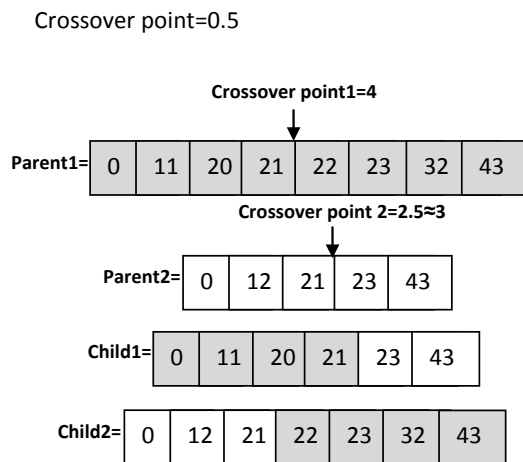 Crossover point=0.5
Crossover point1=4
Parent1= 0 11 20 21 22 23 32 43
Crossover point 2=2.5≈3
Parent2= 0 12 21 23 43
Child1= 0 11 20 21 23 43
Child2= 0 12 21 22 23 32 43